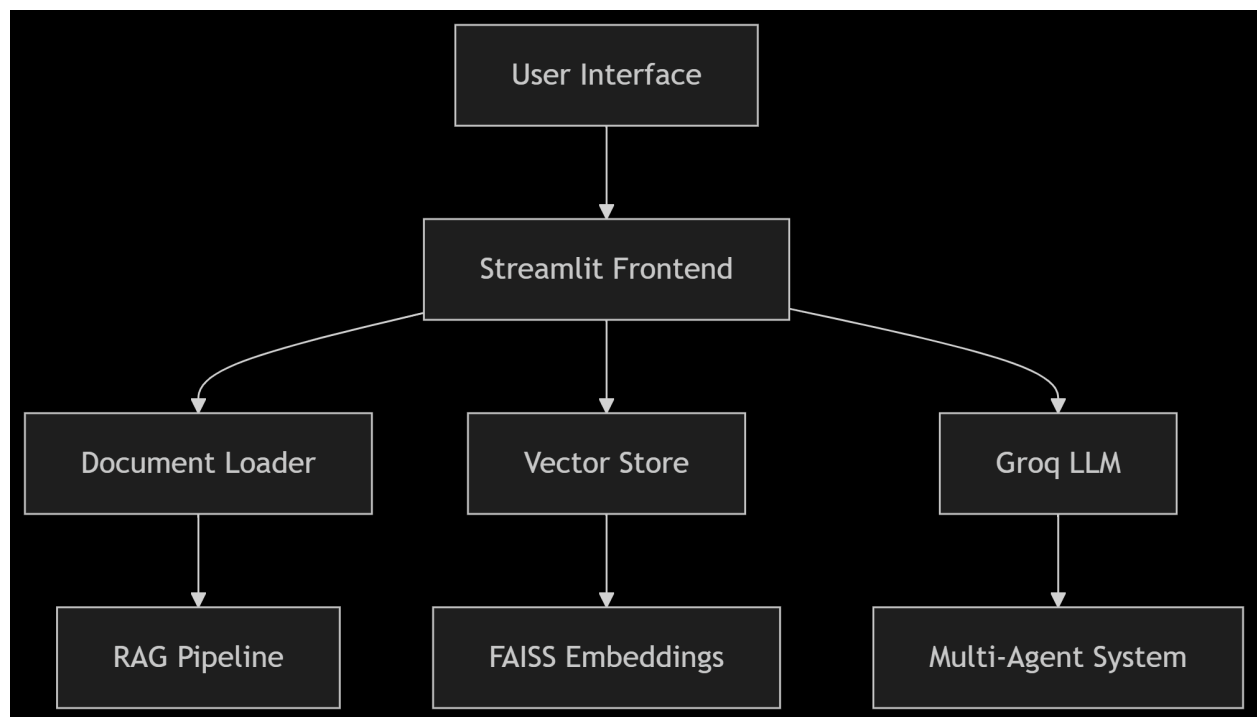 User Interface
Streamlit Frontend
Document Loader
Vector Store
Groq LLM
RAG Pipeline
FAISS Embeddings
Multi-Agent System